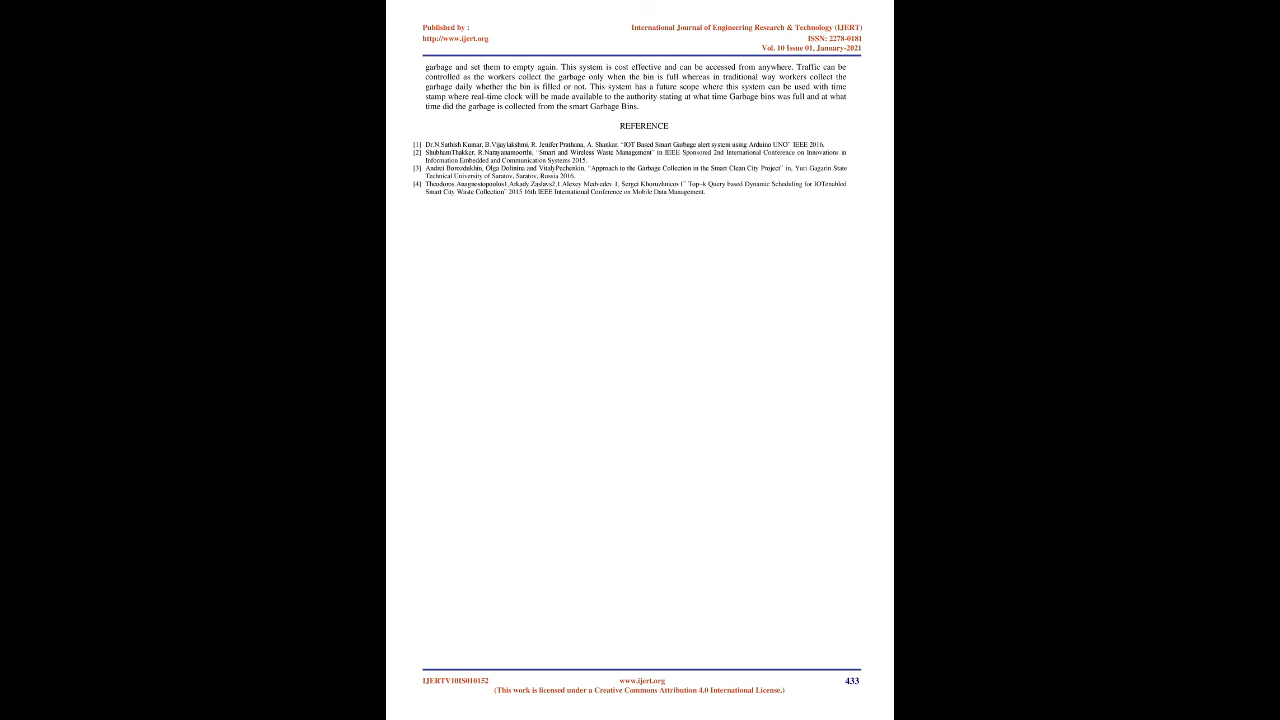 Published by :
International Journal of Engineering Research & Technology (IJERT)
http://www.ijert.org
ISSN: 2278-0181
Vol. 10 Issue 01, January-2021
garbage and set them to empty again. This system is cost effective and can be accessed from anywhere. Traffic can be
controlled as the workers collect the garbage only when the bin is full whereas in traditional way workers collect the
garbage daily whether the bin is filled or not. This system has a future scope where this system can be used with time
stamp where real-time clock will be made available to the authority stating at what time Garbage bins was full and at what
time did the garbage is collected from the smart Garbage Bins.
REFERENCE
[1] Dr.N.Sathish Kumar, B.Vijaylakshmi, R. Jenifer Prathana, A. Shankar, “IOT Based Smart Garbage alert system using Arduino UNO” IEEE 2016.
[2] ShubhamThakker, R.Narayanamoorthi, “Smart and Wireless Waste Management” in IEEE Sponsored 2nd International Conference on Innovations in
Information Embedded and Communication Systems 2015.
[3] Andrei Borozdukhin, Olga Dolinina and VitalyPechenkin, “Approach to the Garbage Collection in the Smart Clean City Project” in, Yuri Gagarin State
Technical University of Saratov, Saratov, Russia 2016.
[4] Theodoros.Anagnostopoulos1,Arkady Zaslavs2,1,Alexey Medvedev 1, Sergei Khoruzhnicov1” Top–k Query based Dynamic Scheduling for IOTenabled
Smart City Waste Collection” 2015 16th IEEE International Conference on Mobile Data Management.
IJERTV10IS010152
www.ijert.org
433
(This work is licensed under a Creative Commons Attribution 4.0 International License.)